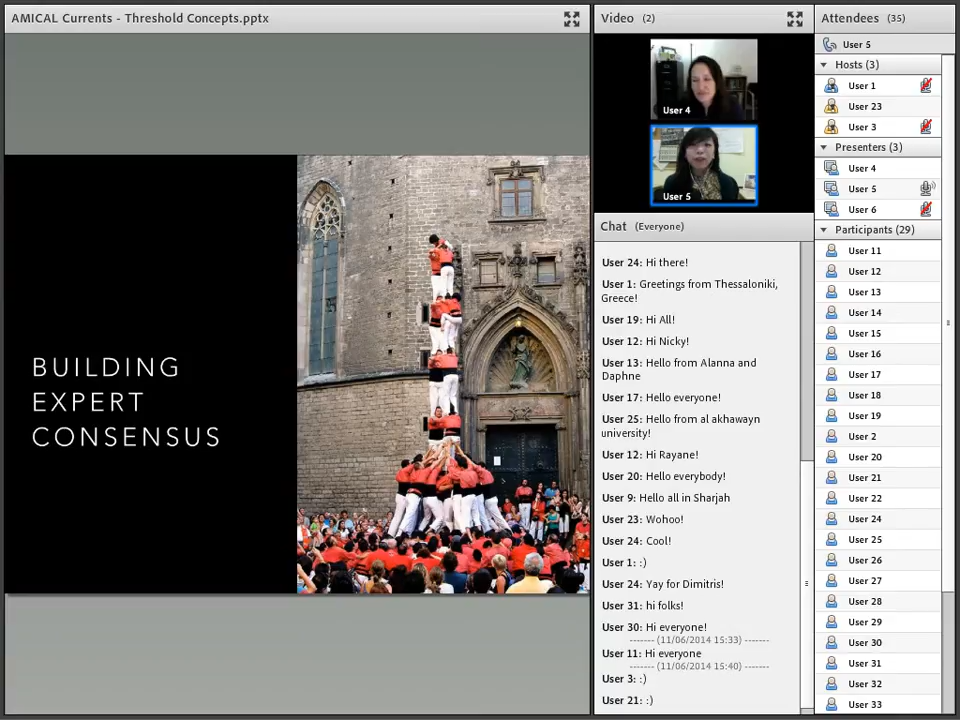 AMICAL Currents - Threshold Concepts.pptx
BUILDING
EXPERT
CONSENSUS
Video (2)
User 4
User 5
Chat (Everyone)
User 24: Hi there!
User 1: Greetings from Thessaloniki,
Greece!
User 19: Hi All!
User 12: Hi Nicky!
User 13: Hello from Alanna and
Daphne
User 17: Hello everyone!
User 25: Hello from al akhawayn
university!
User 12: Hi Rayane!
User 20: Hello everybody!
User 9: Hello all in Sharjah
User 23: Wohoo!
User 24: Cool!
User 1: :)
User 24: Yay for Dimitris!
User 31: hi folks!
User 30: Hi everyone!
------- (11/06/2014 15:33) -------
User 11: Hi everyone
------- (11/06/2014 15:40) -------
User 3: :)
User 21: :)
Attendees (35)
User 5
Hosts (3)
User 1
User 23
User 3
Presenters (3)
User 4
User 5
User 6
Participants (29)
User 11
User 12
User 13
User 14
User 15
User 16
User 17
User 18
User 19
User 2
User 20
User 21
User 22
User 24
User 25
User 26
User 27
User 28
User 29
User 30
User 31
User 32
User 33